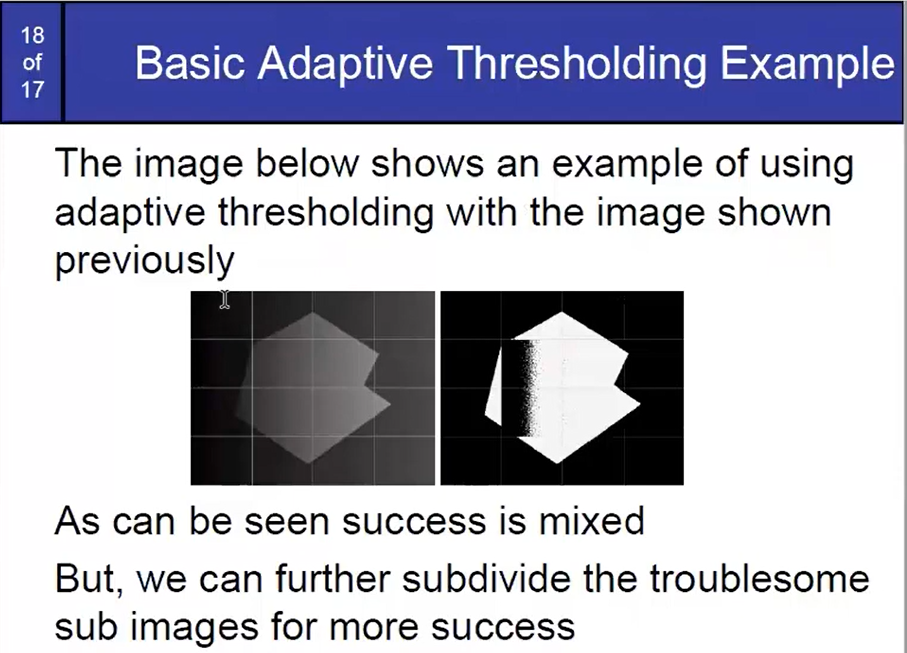 18
of
17
Basic Adaptive Thresholding Example
The image below shows an example of using
adaptive thresholding with the image shown
previously
As can be seen success is mixed
But, we can further subdivide the troublesome
sub images for more success